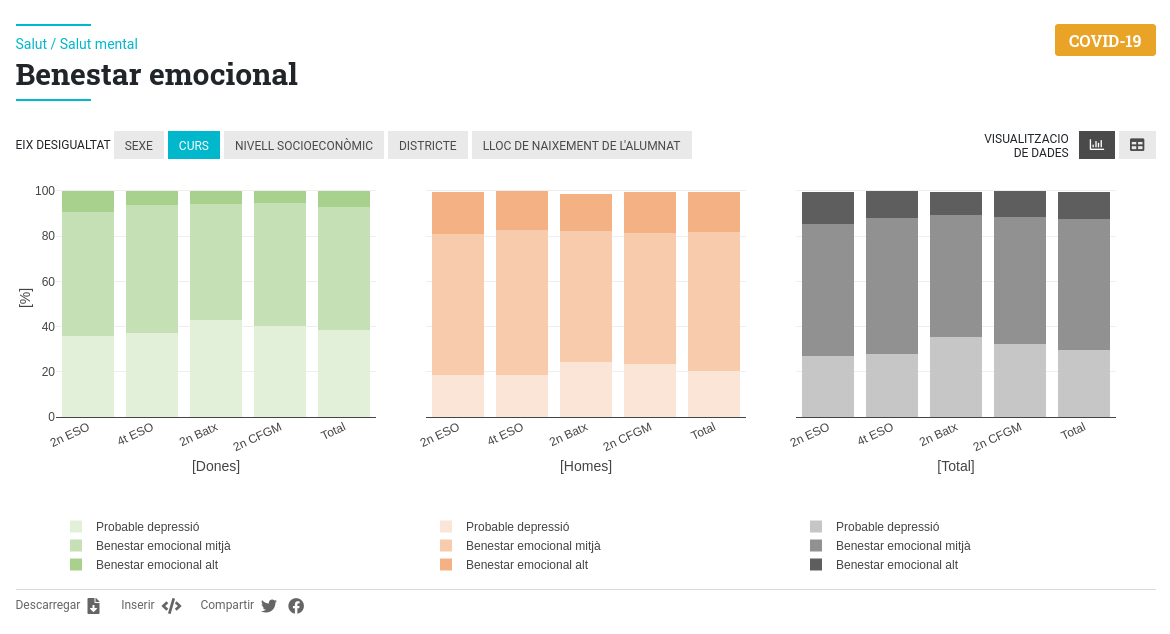 Salut / Salut mental
COVID-19
Benestar emocional
EIX DESIGUALTAT SEXE CURS NIVELL SOCIOECONÒMIC DISTRICTE LLOC DE NAIXEMENT DE L'ALUMNAT
VISUALITZACIO
DE DADES
100
80
60
40
20
0
[%]
2n ESO 4t ESO 2n Batx 2n CFGM Total
[Dones]
2n ESO 4t ESO 2n Batx 2n CFGM Total
[Homes]
2n ESO 4t ESO 2n Batx 2n CFGM Total
[Total]
Probable depressió
Benestar emocional mitjà
Benestar emocional alt
Probable depressió
Benestar emocional mitjà
Benestar emocional alt
Probable depressió
Benestar emocional mitjà
Benestar emocional alt
Descarregar Inserir Compartir